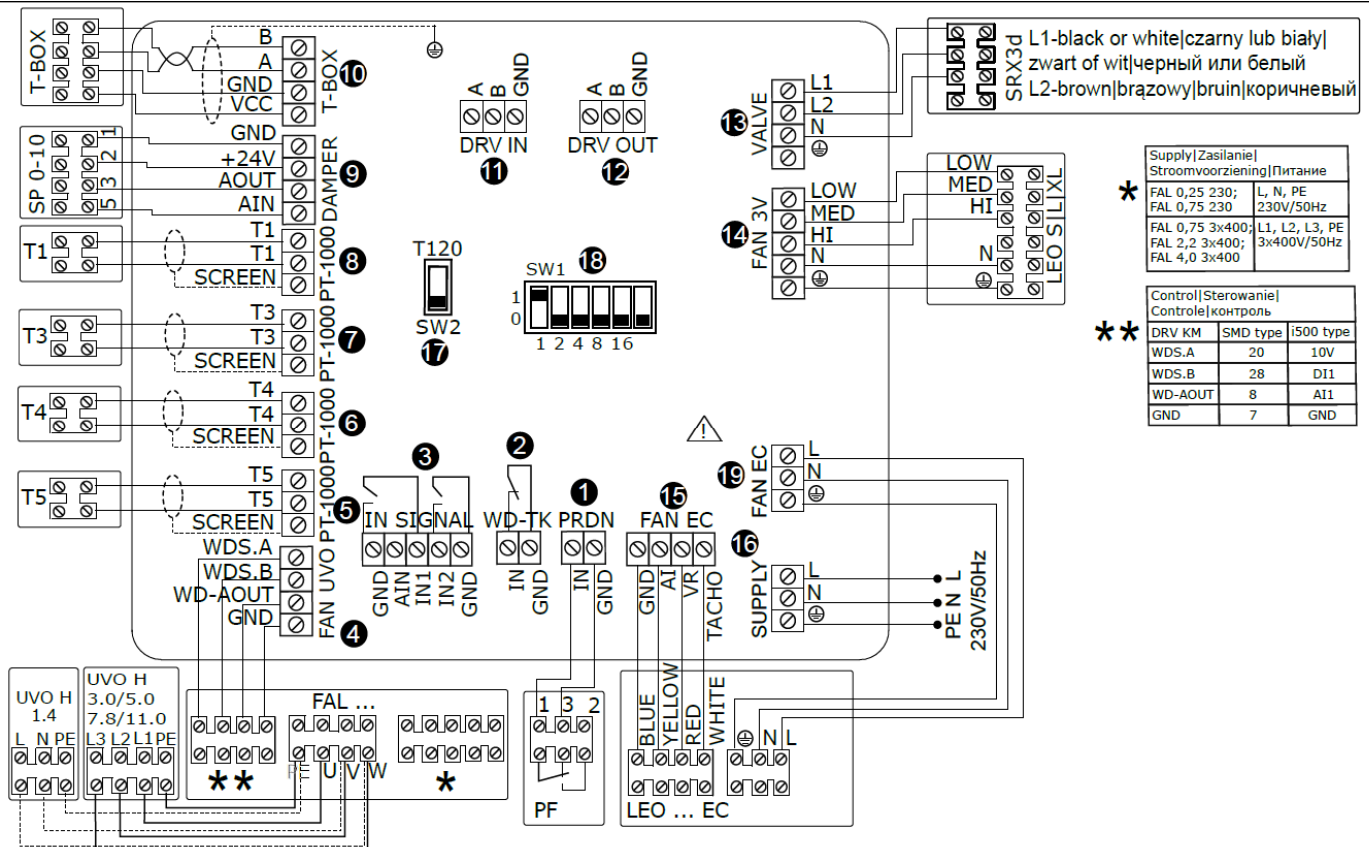 T-BOX
B
A
GND
VCC
T-BOX
10
SP 0-10
1
2
3
5
GND
+24V
AOUT
AIN
DAMPER
9
T1
T1
T1
SCREEN
PT-1000
8
T3
T3
T3
SCREEN
PT-1000
7
T4
T4
T4
SCREEN
PT-1000
6
T5
T5
T5
SCREEN
PT-1000
5
WDS.A
WDS.B
WD-AOUT
GND
FAN UVO
4
A
B
GND
DRV IN
11
A
B
GND
DRV OUT
12
T120
SW2
17
SW1
18
1
0
1 2 4 8 16
3
IN SIGNAL
GND
AIN
IN1
IN2
GND
2
WD-TK
IN
GND
1
PRDN
IN
GND
15
FAN EC
GND
AI
VR
TACHO
13
VALVE
L1
L2
N
14
FAN 3V
LOW
MED
HI
N
19
FAN EC
L
N
16
SUPPLY
L
N
PE N L
230V/50Hz
SRX3d
L1-black or white|czarny lub biały|
zwart of wit|черный или белый
L2-brown|brązowy|bruin|коричневый
LOW
MED
HI
N
LEO S|L|XL
*
Supply|Zasilanie|
Stroomvoorziening|Питание
FAL 0,25 230; L, N, PE
FAL 0,75 230 230V/50Hz
FAL 0,75 3x400; L1, L2, L3, PE
FAL 2,2 3x400; 3x400V/50Hz
FAL 4,0 3x400
**
Control|Sterowanie|
Controle|контроль
DRV KM SMD type i500 type
WDS.A 20 10V
WDS.B 28 DI1
WD-AOUT 8 AI1
GND 7 GND
UVO H
1.4
L N PE
UVO H
3.0/5.0
7.8/11.0
L3 L2 L1 PE
FAL ...
**
PE U V W
*
1 3 2
PF
BLUE
YELLOW
RED
WHITE
N L
LEO ... EC